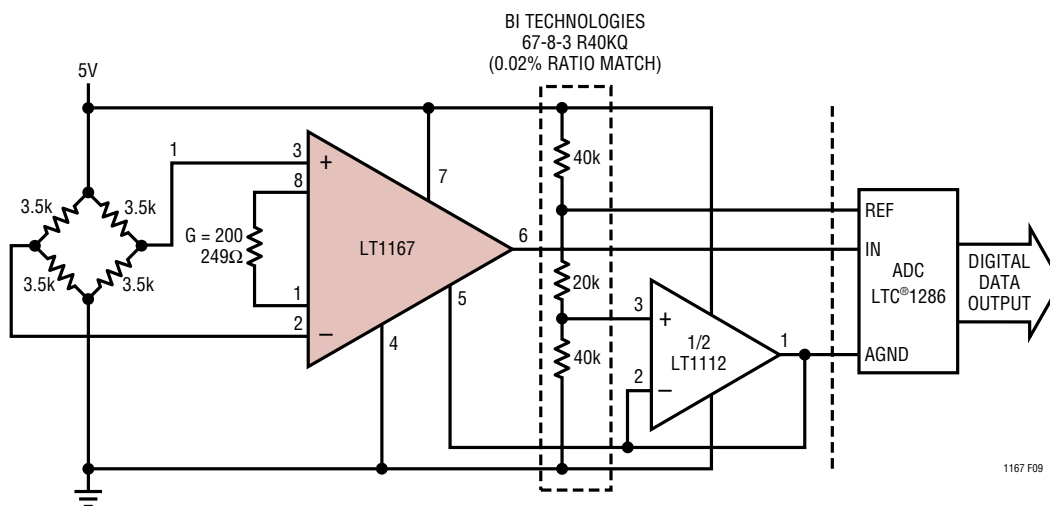 BI TECHNOLOGIES
67-8-3 R40KQ
(0.02% RATIO MATCH)
5V
1
3
+
8
7
40k
3.5k
3.5k
3.5k
3.5k
G = 200
249Ω
LT1167
6
REF
IN
ADC
LTC®1286
AGND
DIGITAL
DATA
OUTPUT
20k
1
2
–
5
4
3
+
1/2
LT1112
1
2
–
40k
1167 F09